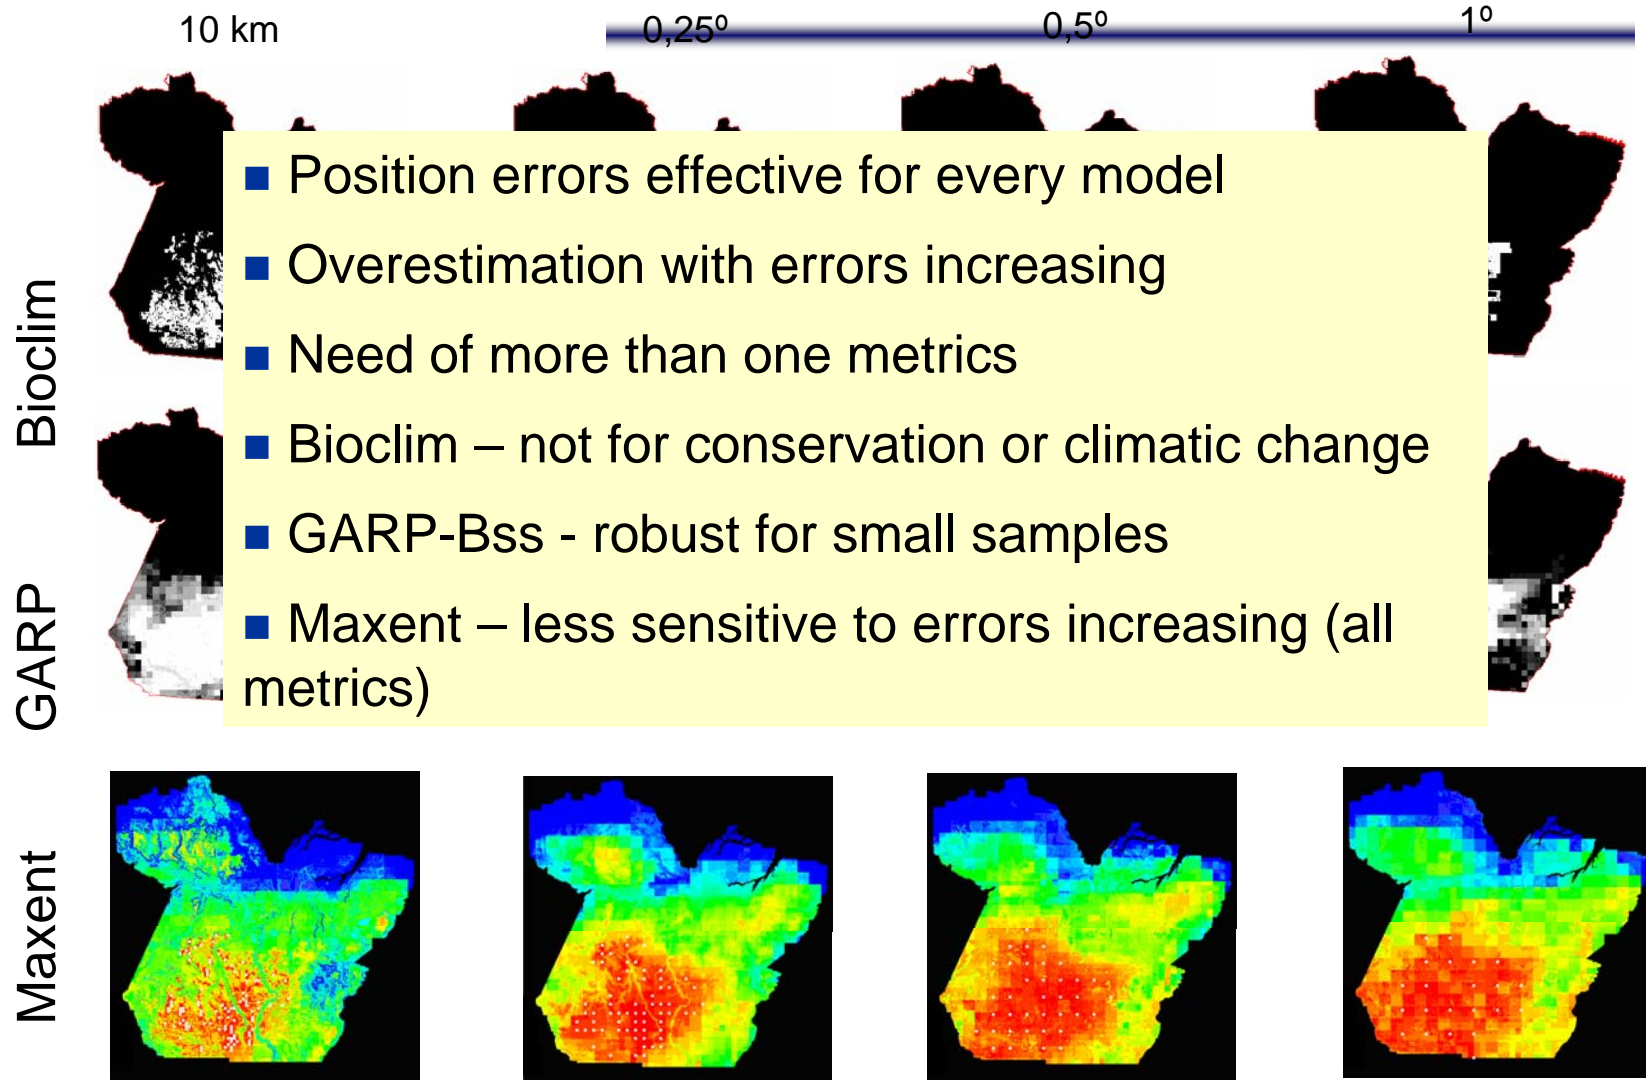 10 km 0,25º 0,5º 1º
Bioclim
GARP
Maxent
■ Position errors effective for every model
■ Overestimation with errors increasing
■ Need of more than one metrics
■ Bioclim – not for conservation or climatic change
■ GARP-Bss - robust for small samples
■ Maxent – less sensitive to errors increasing (all
metrics)